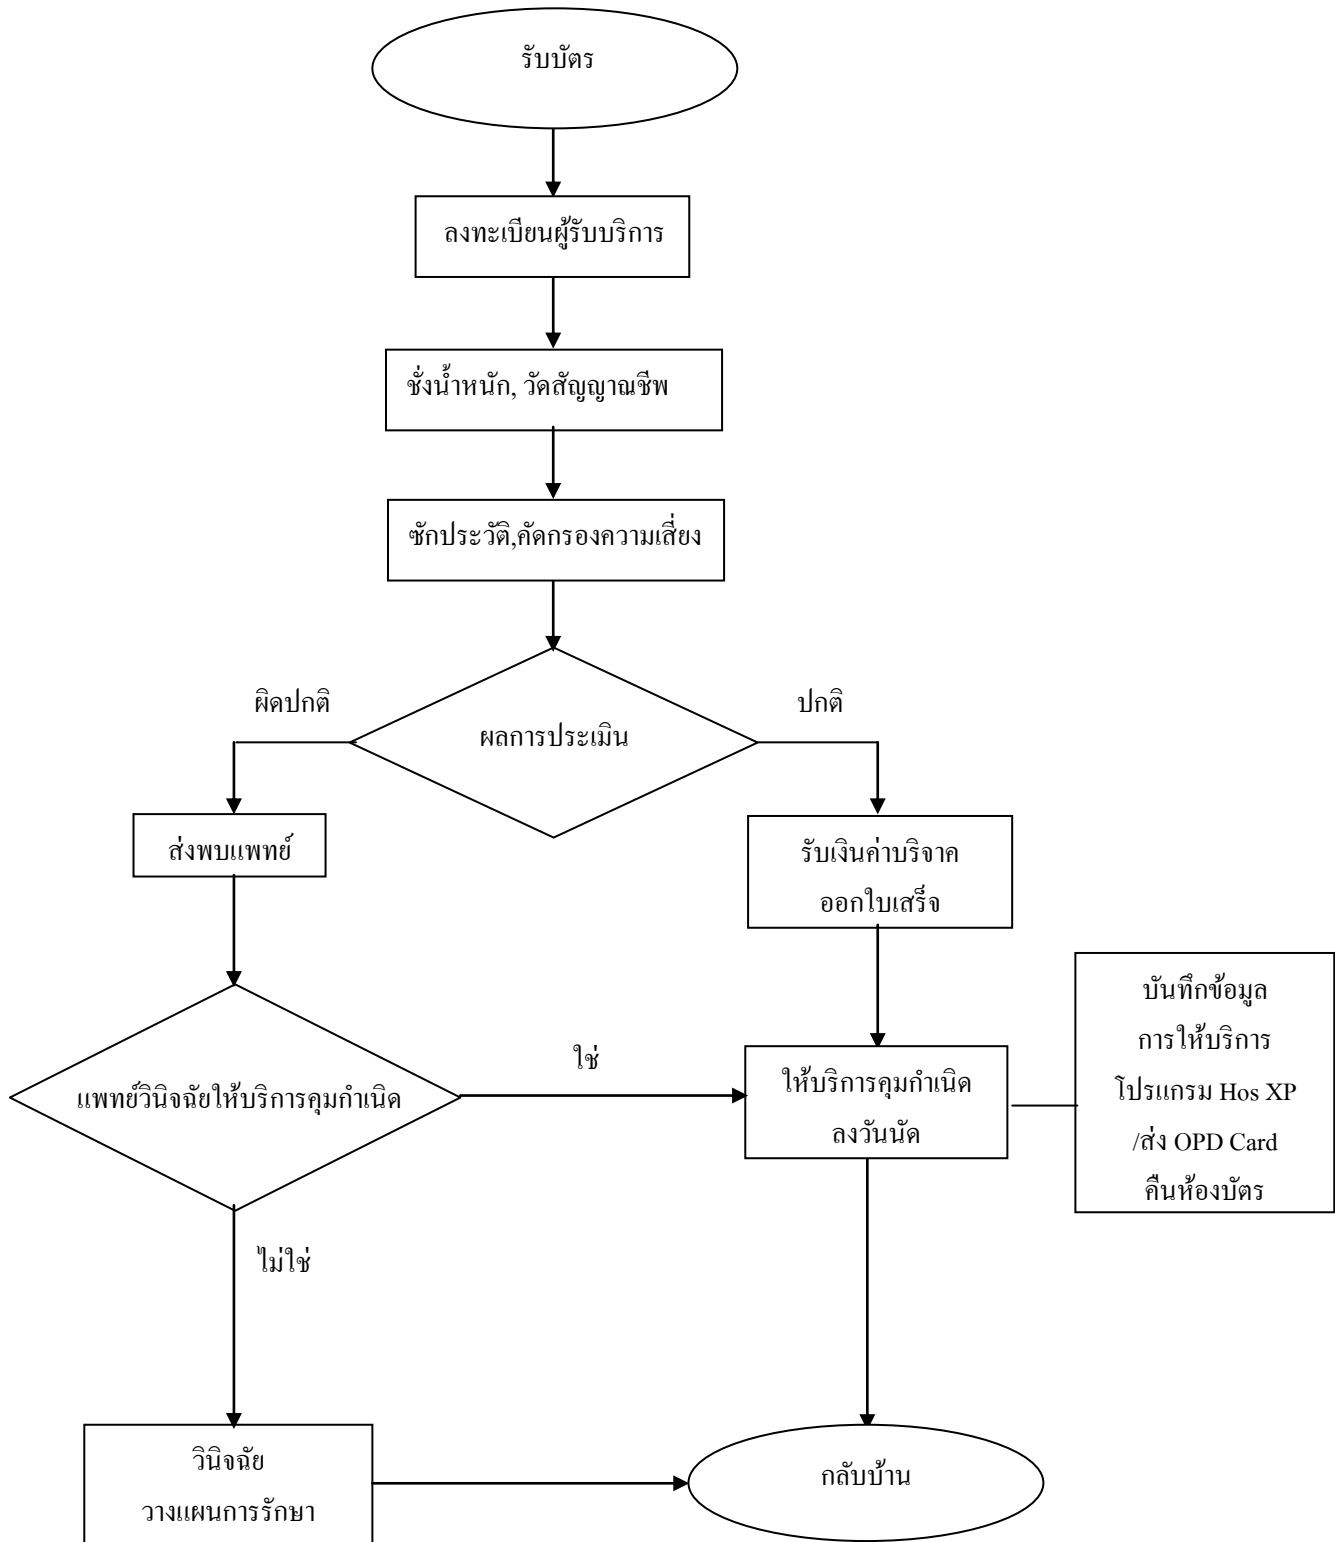 รับบัตร
ลงทะเบียนผู้รับบริการ
ชั่งน้ำหนัก, วัดสัญญาณชีพ
ซักประวัติ,คัดกรองความเสี่ยง
ผิดปกติ
ปกติ
ผลการประเมิน
ส่งพบแพทย์
รับเงินค่าบริจาค
ออกใบเสร็จ
บันทึกข้อมูล
การให้บริการ
โปรแกรม Hos XP
/ส่ง OPD Card
คืนห้องบัตร
ใช่
แพทย์วินิจฉัยให้บริการคุมกำเนิด
ให้บริการคุมกำเนิด
ลงวันนัด
ไม่ใช่
วินิจฉัย
วางแผนการรักษา
กลับบ้าน